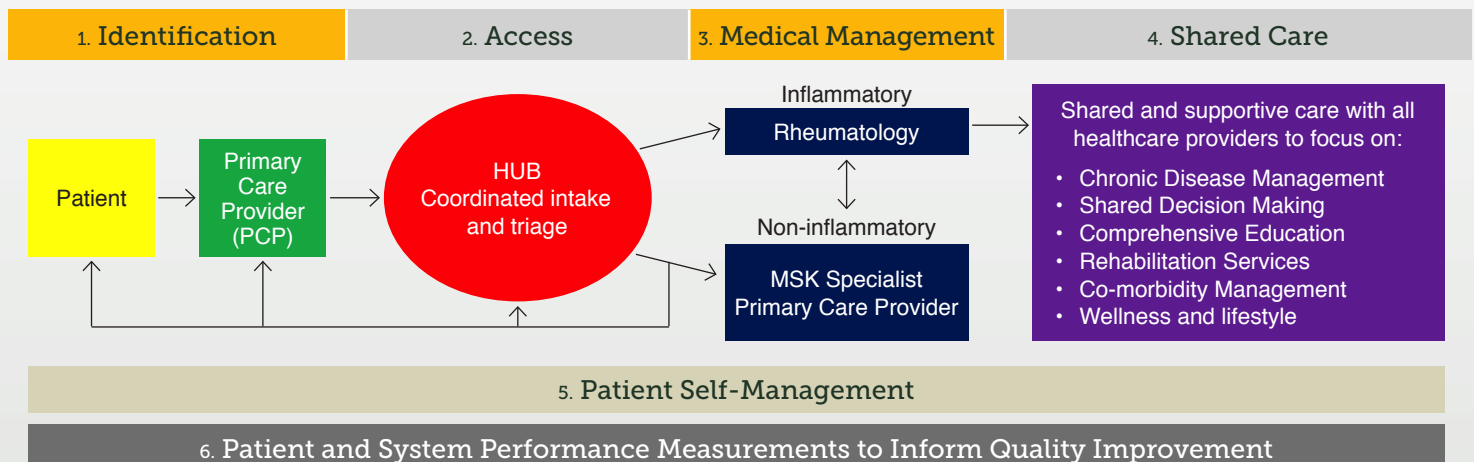 1. Identification
2. Access
3. Medical Management
4. Shared Care
Patient
Primary
Care
Provider
(PCP)
HUB
Coordinated intake
and triage
Inflammatory
Rheumatology
Non-inflammatory
MSK Specialist
Primary Care Provider
Shared and supportive care with all
healthcare providers to focus on:
• Chronic Disease Management
• Shared Decision Making
• Comprehensive Education
• Rehabilitation Services
• Co-morbidity Management
• Wellness and lifestyle
5. Patient Self-Management
6. Patient and System Performance Measurements to Inform Quality Improvement